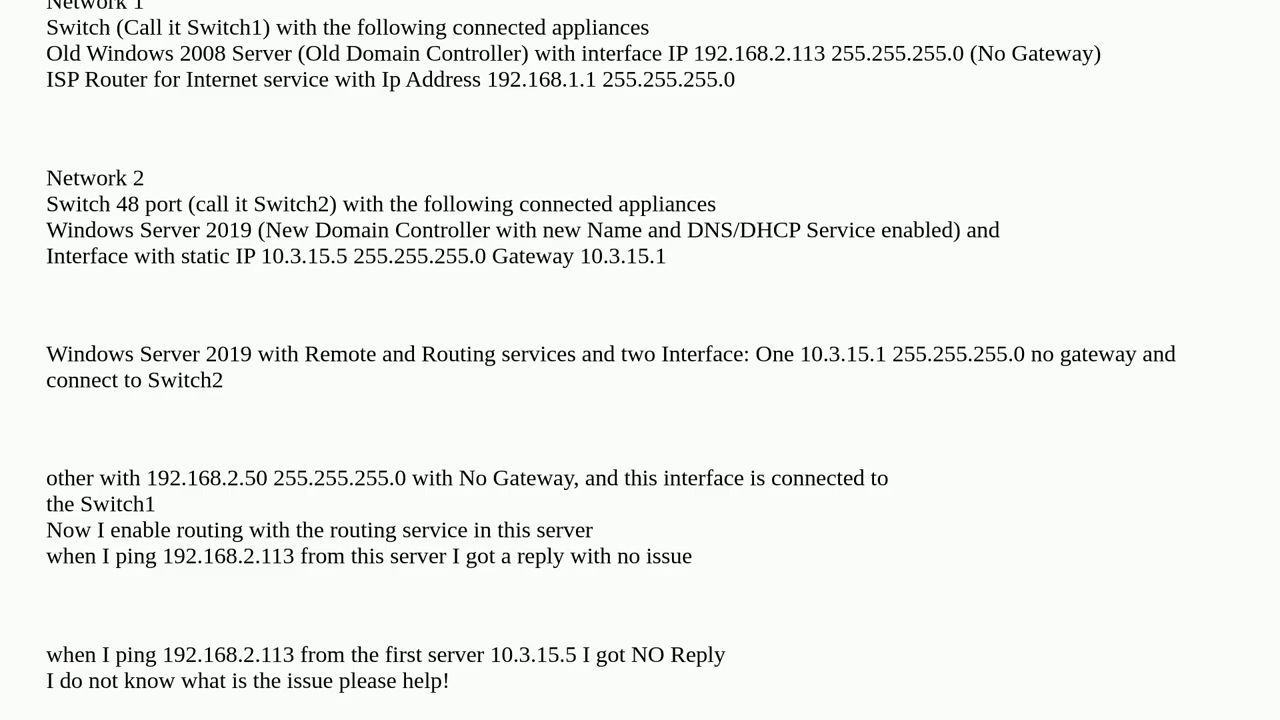 Network 1
Switch (Call it Switch1) with the following connected appliances
Old Windows 2008 Server (Old Domain Controller) with interface IP 192.168.2.113 255.255.255.0 (No Gateway)
ISP Router for Internet service with Ip Address 192.168.1.1 255.255.255.0
Network 2
Switch 48 port (call it Switch2) with the following connected appliances
Windows Server 2019 (New Domain Controller with new Name and DNS/DHCP Service enabled) and
Interface with static IP 10.3.15.5 255.255.255.0 Gateway 10.3.15.1
Windows Server 2019 with Remote and Routing services and two Interface: One 10.3.15.1 255.255.255.0 no gateway and
connect to Switch2
other with 192.168.2.50 255.255.255.0 with No Gateway, and this interface is connected to
the Switch1
Now I enable routing with the routing service in this server
when I ping 192.168.2.113 from this server I got a reply with no issue
when I ping 192.168.2.113 from the first server 10.3.15.5 I got NO Reply
I do not know what is the issue please help!